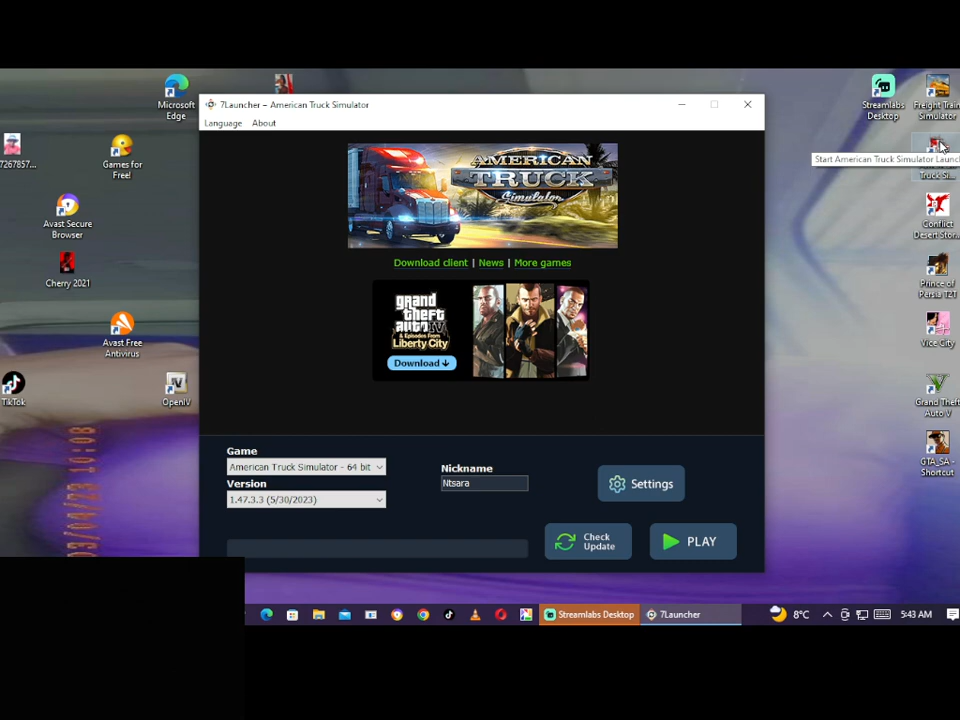 7Launcher – American Truck Simulator
Language About
AMERICAN
TRUCK
Simulator
Download client | News | More games
grand
theft
auto IV
& Episodes From
Liberty City
Download ↓
Game
American Truck Simulator - 64 bit
Version
1.47.3.3 (5/30/2023)
Nickname
Ntsara
Settings
Check
Update
PLAY
Microsoft
Edge
7267857...
Games for
Free!
Avast Secure
Browser
Cherry 2021
Avast Free
Antivirus
TikTok
IV
OpenIV
Streamlabs
Desktop
Freight Train
Simulator
Start American Truck Simulator Launc
Truck Si...
Conflict
Desert Stor...
Prince of
Persia T2T
Vice City
Grand Theft
Auto V
GTA_SA -
Shortcut
Streamlabs Desktop
7Launcher
8°C
5:43 AM